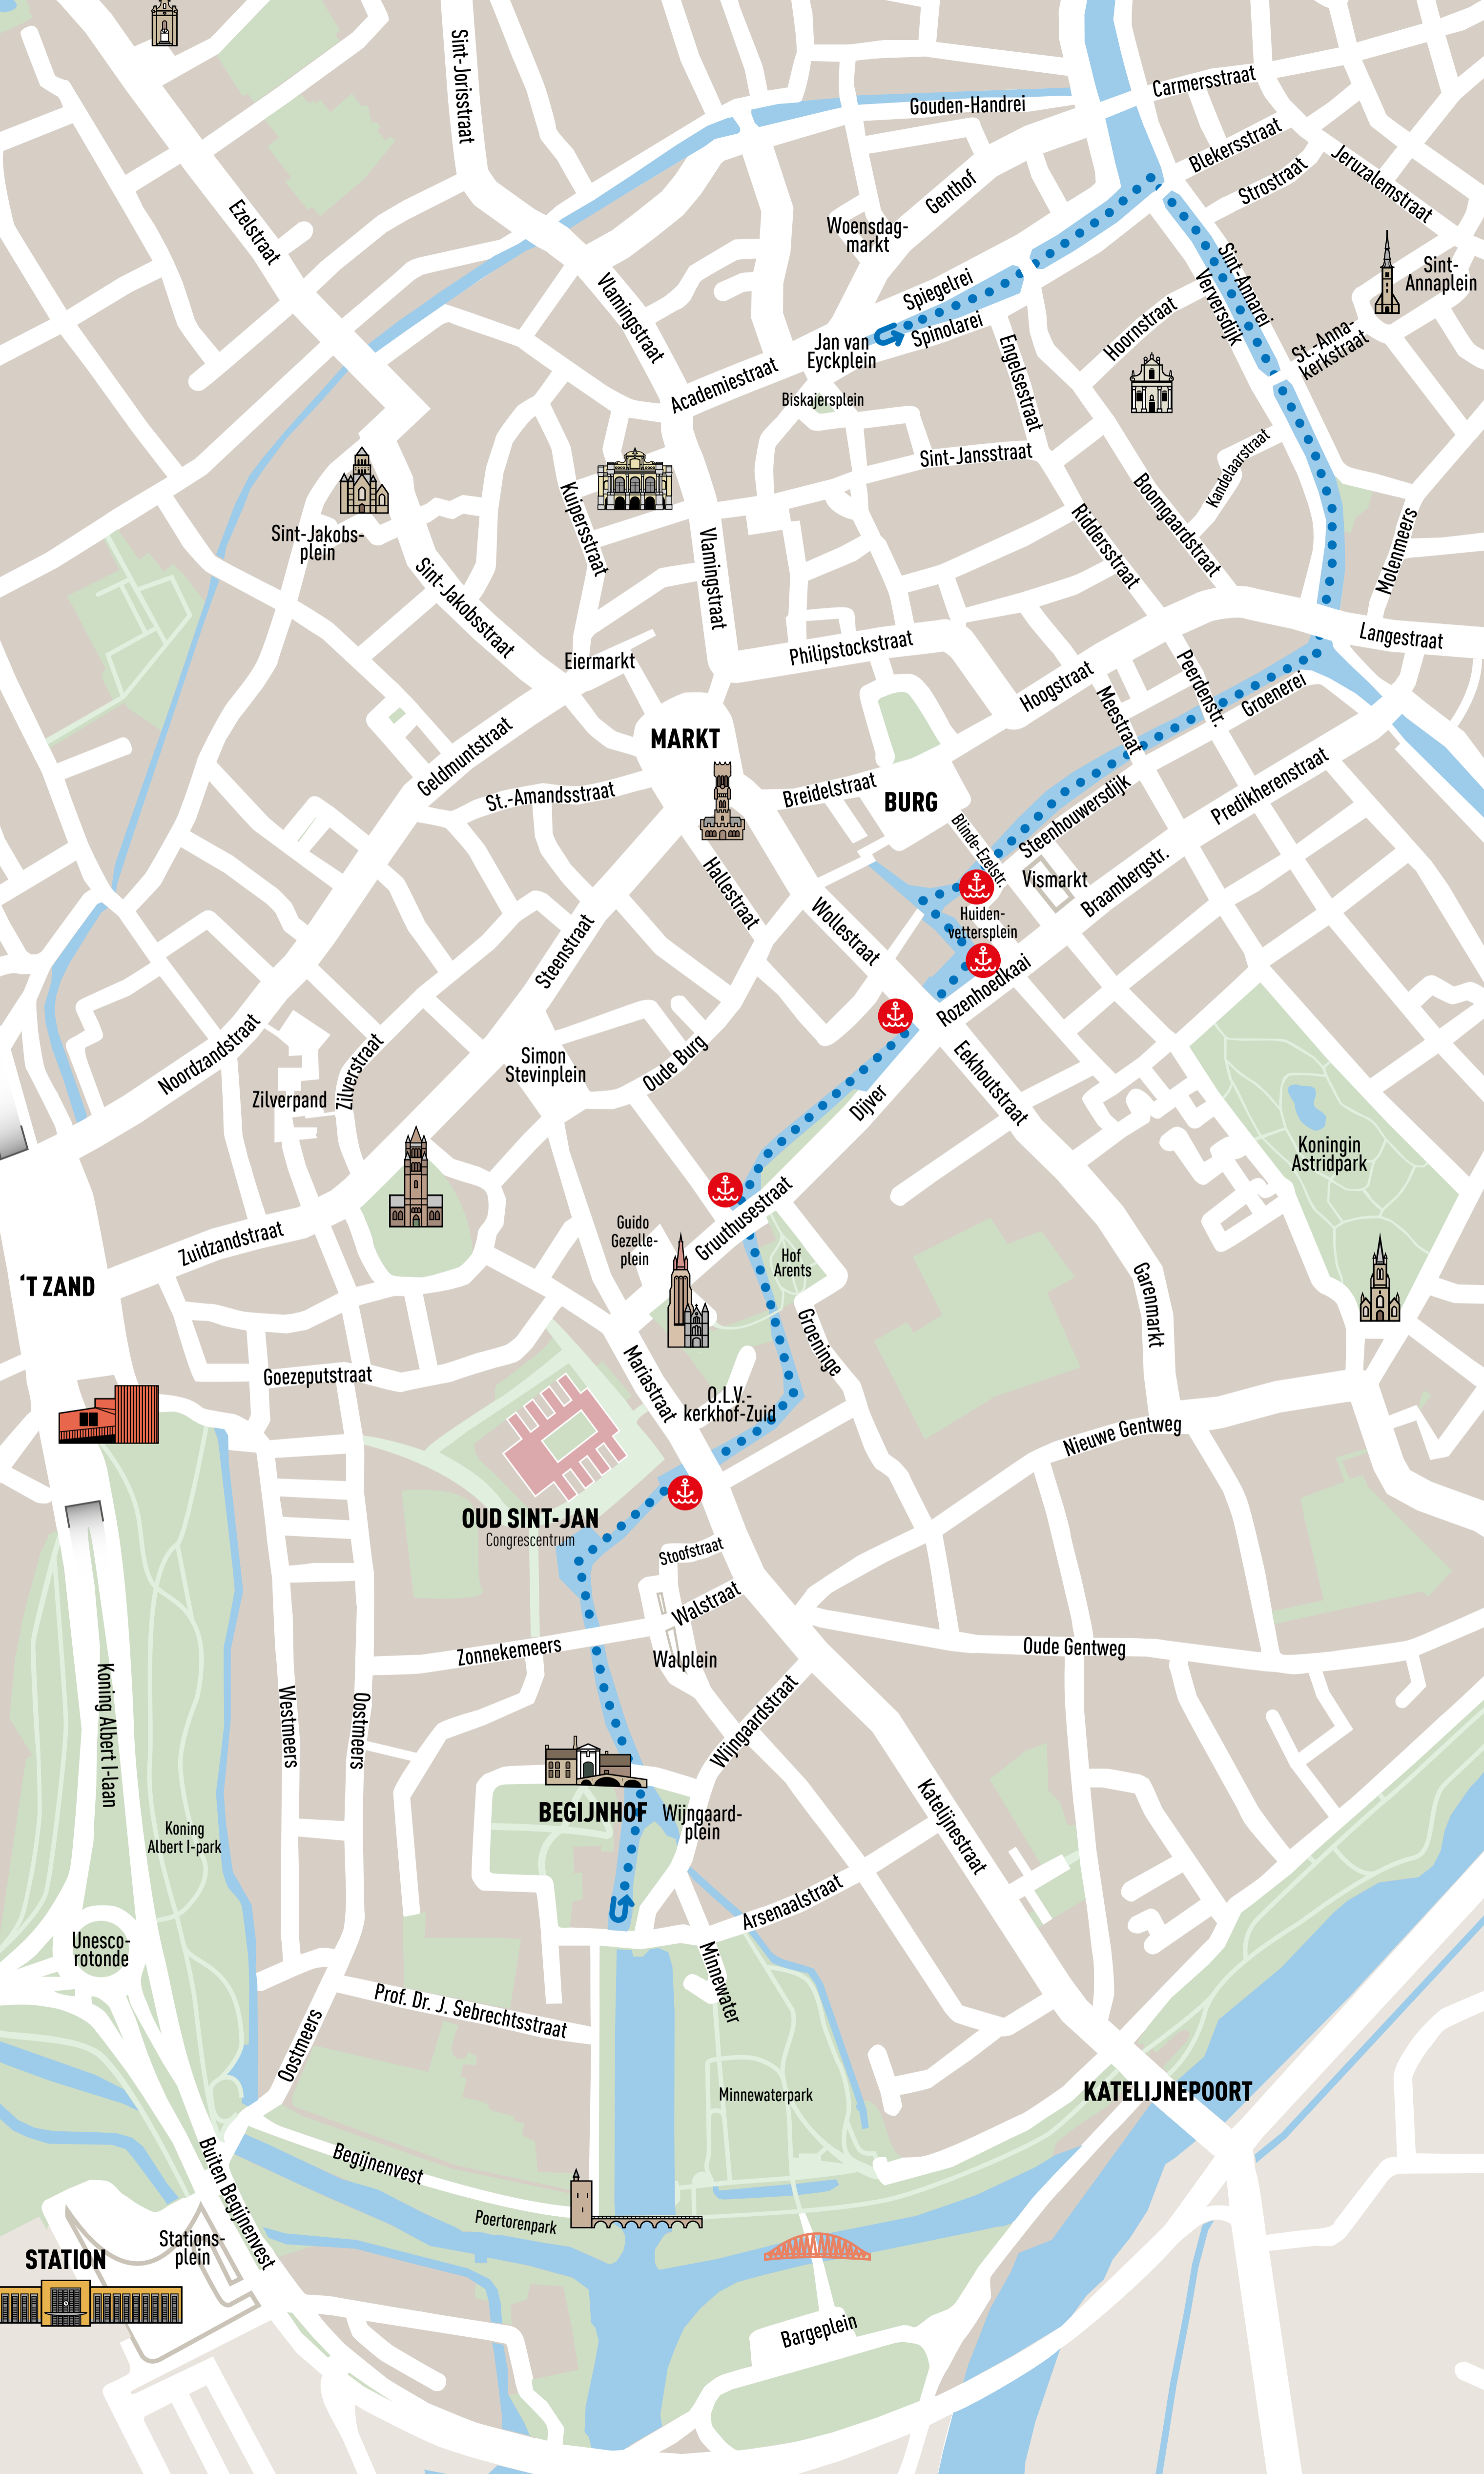 Sint-Jorisstraat
Carmersstraat
Gouden-Handrei
Blekersstraat
Strostraat
Jeruzalemstraat
Genthof
Ezelstraat
Woensdag-
markt
Sint-
Annaplein
Sint-Annarei
Verversdijk
Spiegelrei
Spinolarei
Vlamingstraat
Hoornstraat
St.-Anna-
kerkstraat
Jan van
Eyckplein
Engelsestraat
Academiestraat
Biskajersplein
Sint-Jansstraat
Kandelaarstraat
Boomgaardstraat
Riddersstraat
Molenmeers
Kuipersstraat
Sint-Jakobs-
plein
Vlamingstraat
Sint-Jakobsstraat
Philipstockstraat
Langestraat
Eiermarkt
Hoogstraat
Peerdenstr.
Meestraat
Groenerei
MARKT
Geldmuntstraat
St.-Amandsstraat
Breidelstraat
BURG
Predikherenstraat
Steenhouwersdijk
Blinde-Ezelstr.
Vismarkt
Braambergstr.
Hallestraat
Wollestraat
Huiden-
vettersplein
Steenstraat
Rozenhoedkaai
Noordzandstraat
Simon
Stevinplein
Oude Burg
Eekhoutstraat
Zilverstraat
Zilverpand
Dijver
Koningin
Astridpark
Zuidzandstraat
Guido
Gezelle-
plein
Gruuthusestraat
Hof
Arents
'T ZAND
Garenmarkt
Groeninge
Goezeputstraat
Mariastraat
O.L.V.-
kerkhof-Zuid
Nieuwe Gentweg
OUD SINT-JAN
Congrescentrum
Stoofstraat
Walstraat
Zonnekemeers
Walplein
Oude Gentweg
Koning Albert I-laan
Westmeers
Oostmeers
Wijngaardstraat
Katelijnestraat
BEGIJNHOF
Wijngaard-
plein
Koning
Albert I-park
Arsenaalstraat
Unesco-
rotonde
Minnewater
Prof. Dr. J. Sebrechtsstraat
Oostmeers
Minnewaterpark
KATELIJNEPOORT
Begijnenvest
Buiten Begijnenvest
Poertorenpark
Stations-
plein
STATION
Bargeplein